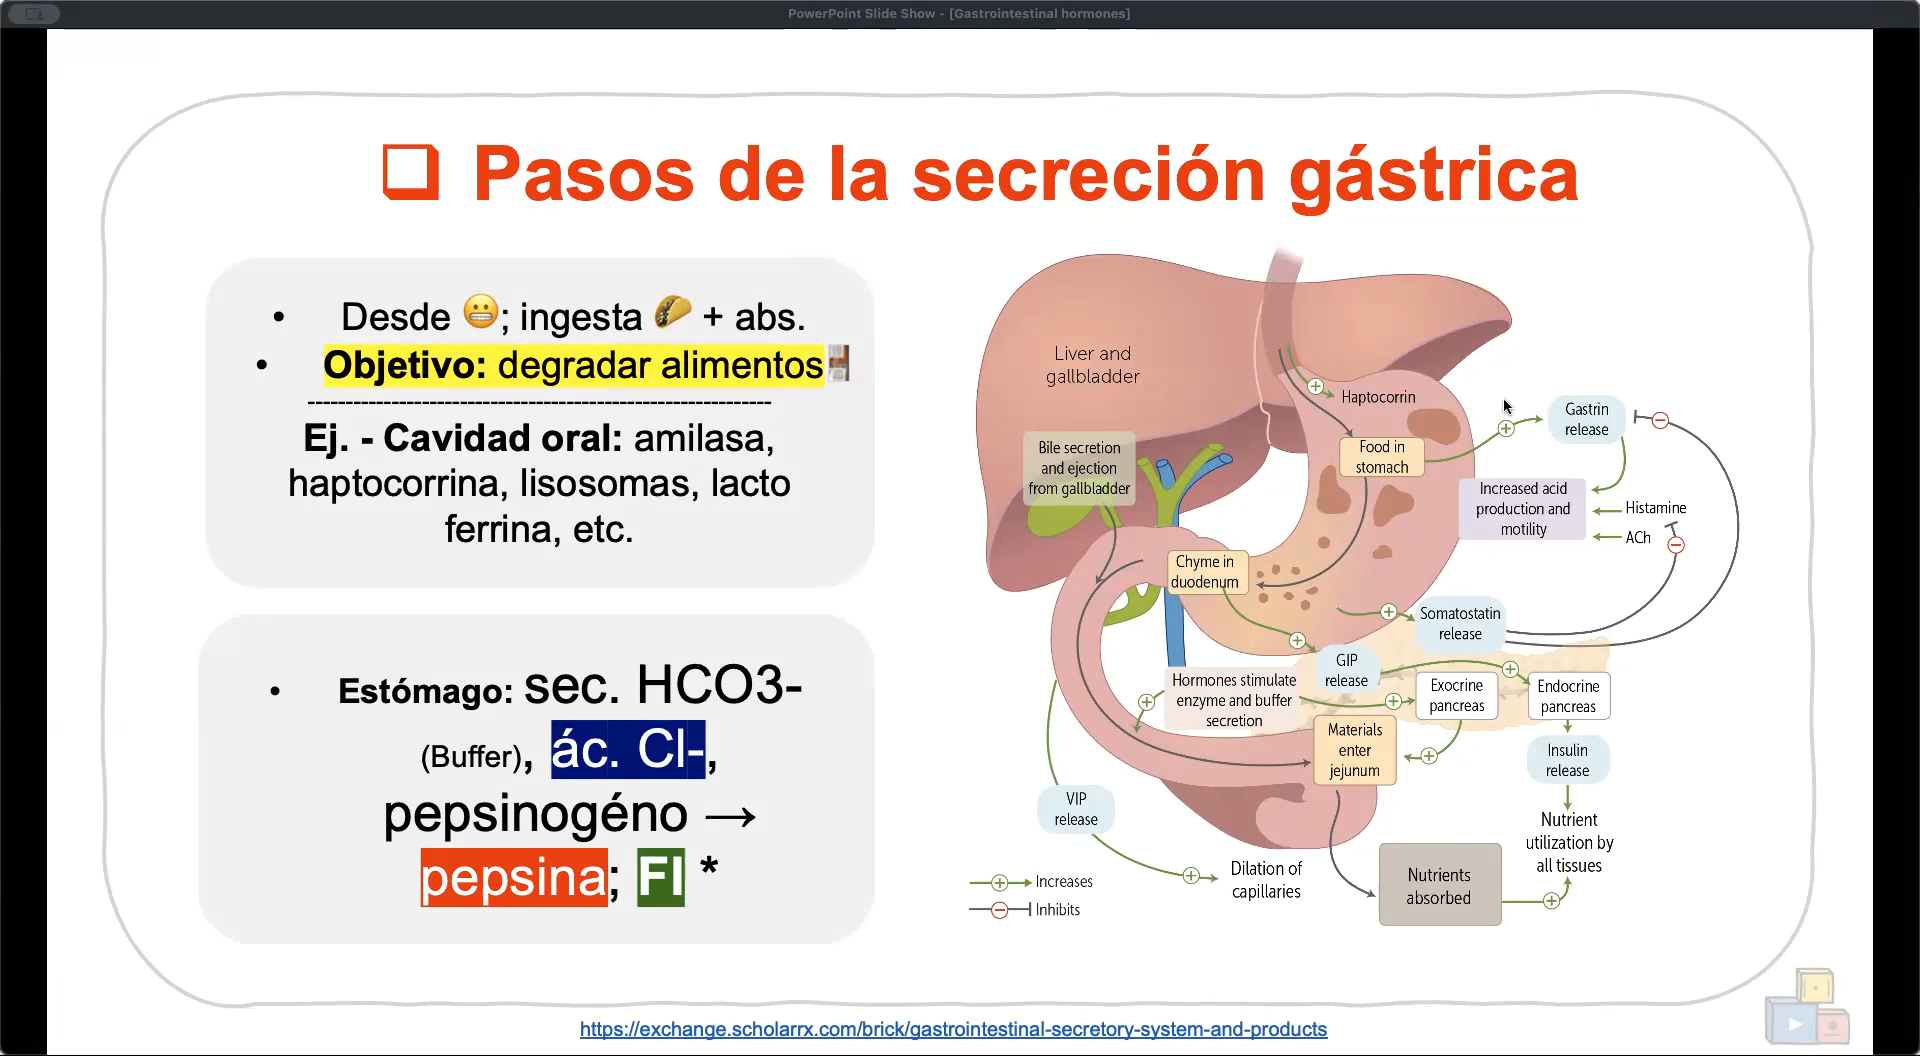 PowerPoint Slide Show - [Gastrointestinal hormones]
❑ Pasos de la secreción gástrica
• Desde 😬; ingesta 🌮 + abs.
• Objetivo: degradar alimentos
--------------------------------------------------------------
Ej. - Cavidad oral: amilasa,
haptocorrina, lisosomas, lacto
ferrina, etc.
• Estómago: sec. HCO3-
(Buffer), ác. Cl-,
pepsinogéno →
pepsina; FI *
Liver and
gallbladder
Haptocorrin
Gastrin
release
Food in
stomach
Bile secretion
and ejection
from gallbladder
Increased acid
production and
motility
Histamine
ACh
Chyme in
duodenum
Somatostatin
release
GIP
release
Hormones stimulate
enzyme and buffer
secretion
Exocrine
pancreas
Endocrine
pancreas
Materials
enter
jejunum
Insulin
release
VIP
release
Nutrient
utilization by
all tissues
Dilation of
capillaries
Nutrients
absorbed
Increases
Inhibits
https://exchange.scholarrx.com/brick/gastrointestinal-secretory-system-and-products